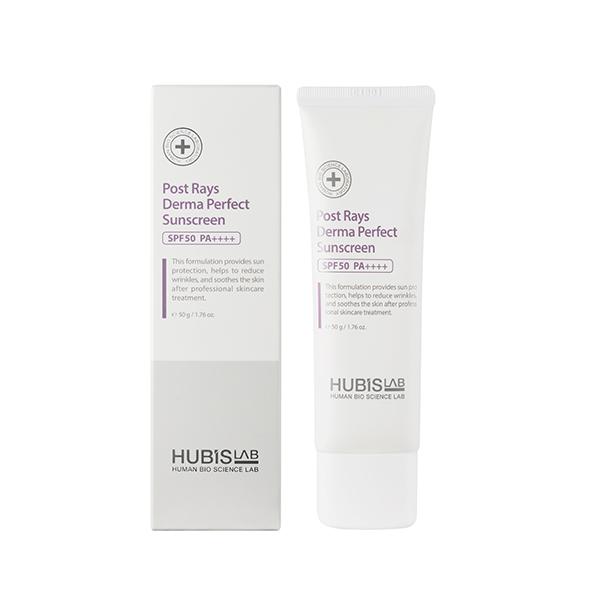 Post Rays
Derma Perfect
Sunscreen
SPF50 PA++++
This formulation provides sun
protection, helps to reduce
wrinkles, and soothes the skin
after professional skincare
treatment.
℮ 50 g / 1.76 oz.
HUBISLAB
HUMAN BIO SCIENCE LAB
Post Rays
Derma Perfect
Sunscreen
SPF50 PA++++
This formulation provides sun pro
tection, helps to reduce wrinkles,
and soothes the skin after profess
ional skincare treatment.
℮ 50 g / 1.76 oz.
HUBISLAB
HUMAN BIO SCIENCE LAB